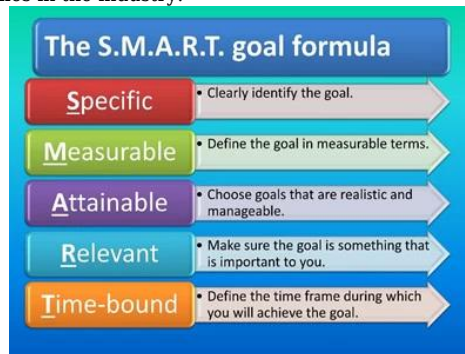 The S.M.A.R.T. goal formula
Specific
• Clearly identify the goal.
Measurable
• Define the goal in measurable terms.
Attainable
• Choose goals that are realistic and
manageable.
Relevant
• Make sure the goal is something that
is important to you.
Time-bound
• Define the time frame during which
you will achieve the goal.